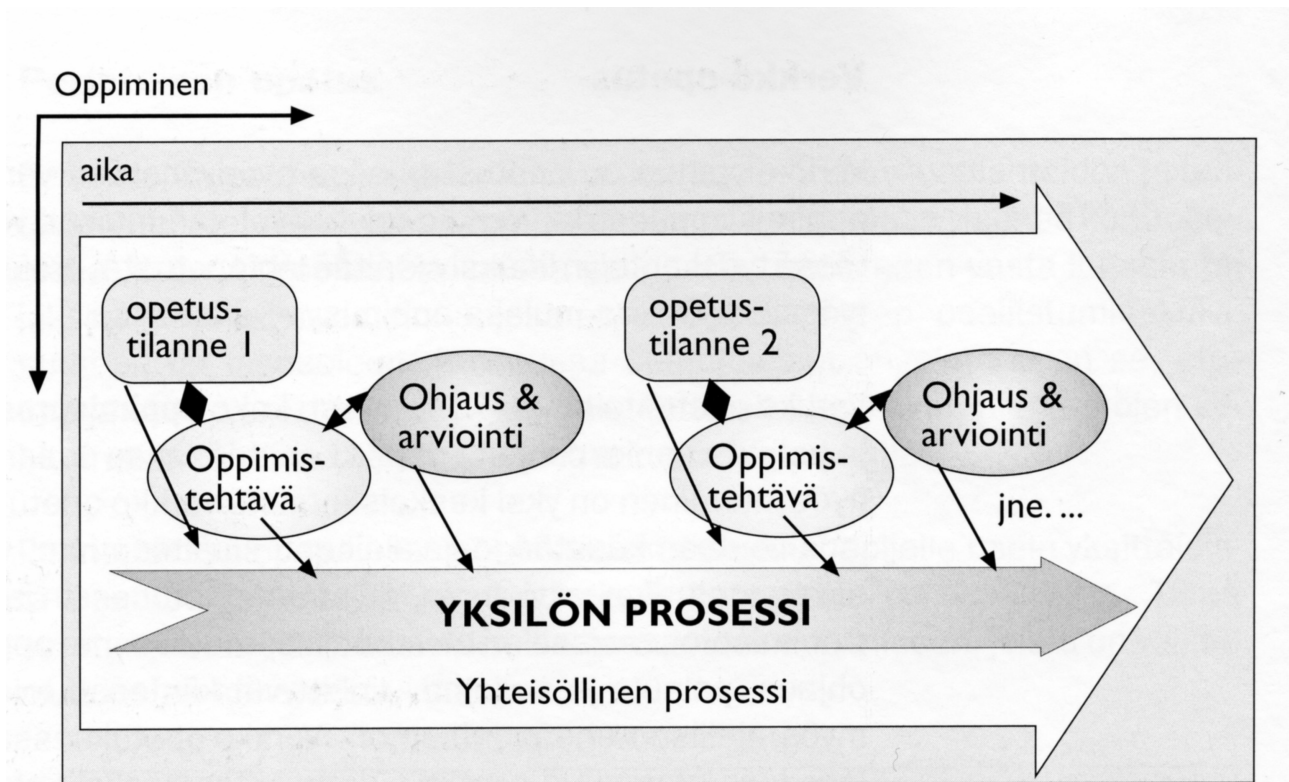 Oppiminen
aika
opetus-
tilanne 1
Ohjaus &
arviointi
Oppimis-
tehtävä
opetus-
tilanne 2
Ohjaus &
arviointi
Oppimis-
tehtävä
jne....
YKSILÖN PROSESSI
Yhteisöllinen prosessi